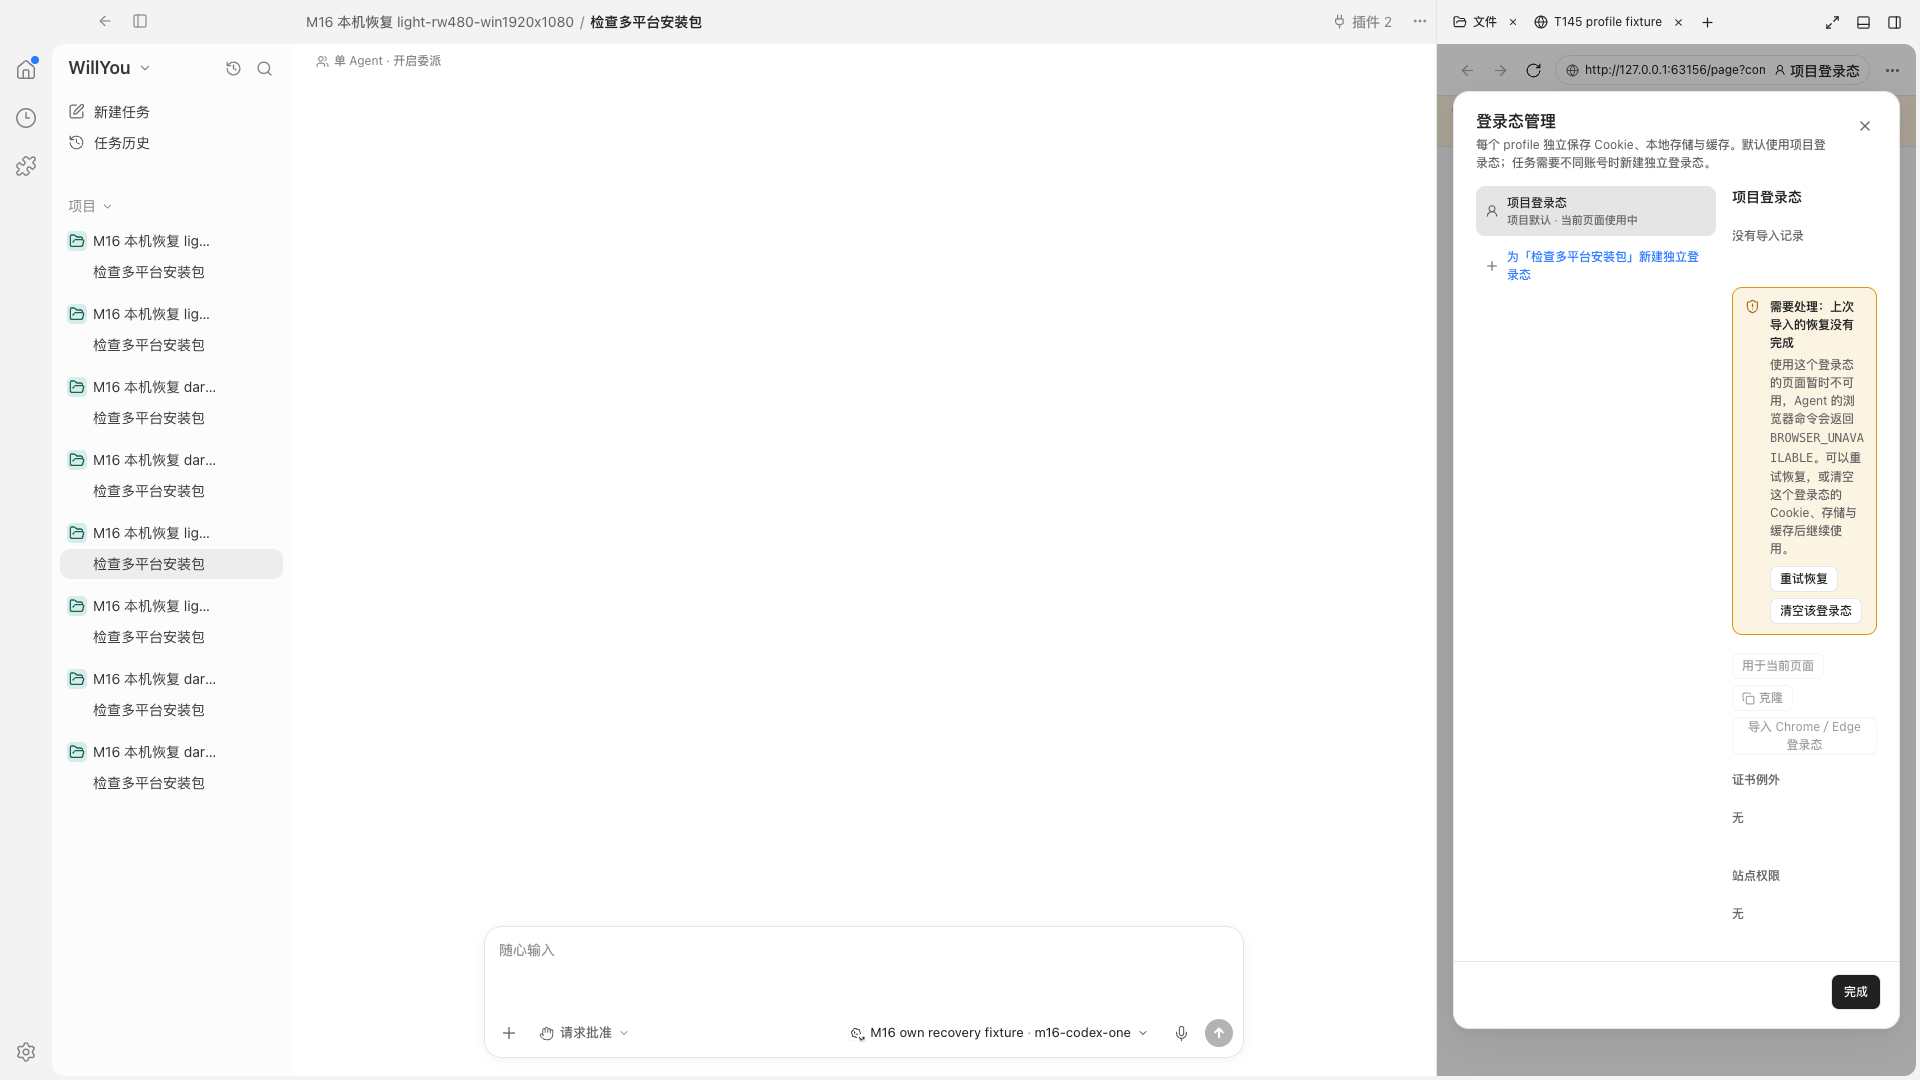 M16 本机恢复 light-rw480-win1920x1080 / 检查多平台安装包
插件 2
文件
T145 profile fixture
WillYou
新建任务
任务历史
项目
M16 本机恢复 lig...
检查多平台安装包
M16 本机恢复 lig...
检查多平台安装包
M16 本机恢复 dar...
检查多平台安装包
M16 本机恢复 dar...
检查多平台安装包
M16 本机恢复 lig...
检查多平台安装包
M16 本机恢复 lig...
检查多平台安装包
M16 本机恢复 dar...
检查多平台安装包
M16 本机恢复 dar...
检查多平台安装包
单 Agent · 开启委派
随心输入
请求批准
M16 own recovery fixture · m16-codex-one
http://127.0.0.1:63156/page?con
项目登录态
登录态管理
每个 profile 独立保存 Cookie、本地存储与缓存。默认使用项目登
录态；任务需要不同账号时新建独立登录态。
项目登录态
项目默认 · 当前页面使用中
为「检查多平台安装包」新建独立登
录态
项目登录态
没有导入记录
需要处理：上次
导入的恢复没有
完成
使用这个登录态
的页面暂时不可
用，Agent 的浏
览器命令会返回
BROWSER_UNAVA
ILABLE。可以重
试恢复，或清空
这个登录态的
Cookie、存储与
缓存后继续使
用。
重试恢复
清空该登录态
用于当前页面
克隆
导入 Chrome / Edge
登录态
证书例外
无
站点权限
无
完成